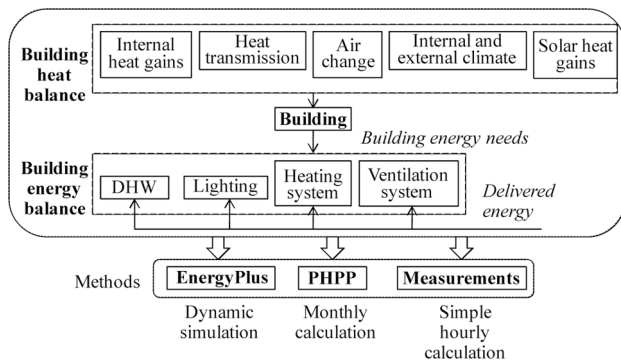 Building
heat
balance
Internal
heat gains
Heat
transmission
Air
change
Internal and
external climate
Solar heat
gains
Building
Building energy needs
Building
energy
balance
DHW
Lighting
Heating
system
Ventilation
system
Delivered
energy
Methods
EnergyPlus
PHPP
Measurements
Dynamic
simulation
Monthly
calculation
Simple
hourly
calculation